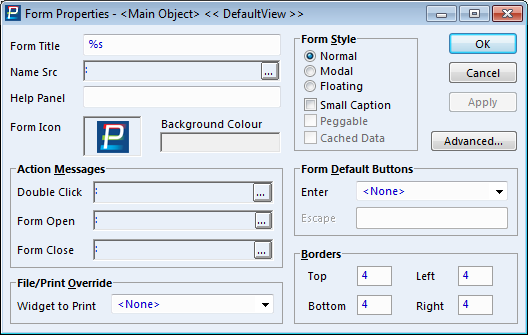 Form Properties - <Main Object> << DefaultView >>
Form Title %s
Name Src : ...
Help Panel
Form Icon P Background Colour
Form Style
Normal
Modal
Floating
Small Caption
Peggable
Cached Data
OK
Cancel
Apply
Advanced...
Action Messages
Double Click : ...
Form Open : ...
Form Close : ...
Form Default Buttons
Enter <None>
Escape
File/Print Override
Widget to Print <None>
Borders
Top 4 Left 4
Bottom 4 Right 4